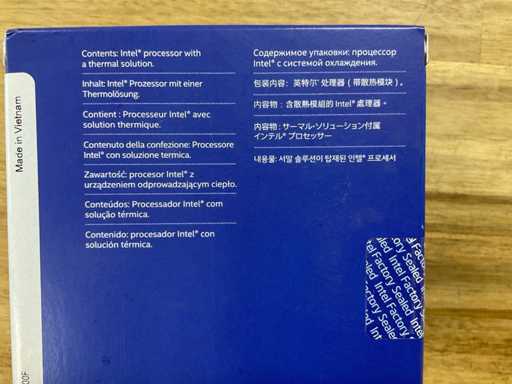 Contents: Intel® processor with
a thermal solution.
Inhalt: Intel® Prozessor mit einer
Thermolösung.
Contient : Processeur Intel® avec
solution thermique.
Contenuto della confezione: Processore
Intel® con soluzione termica.
Zawartość: procesor Intel® z
urządzeniem odprowadzającym ciepło.
Conteúdos: Processador Intel® com
solução térmica.
Contenido: procesador Intel® con
solución térmica.
Содержимое упаковки: процессор
Intel® с системой охлаждения.
包装内容：英特尔® 处理器（带散热模块）。
內容物：含散熱模組的 Intel® 處理器。
内容物：サーマル・ソリューション付属
インテル® プロセッサー
내용물: 서멀 솔루션이 탑재된 인텔® 프로세서
Made in Vietnam
00F
Intel Factory Sealed
Intel Factory Sealed
Intel Factory Sealed